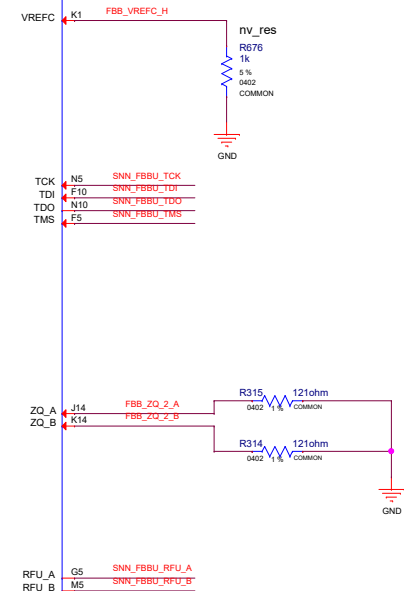 VREFC K1 FBB_VREFC_H
nv_res
R676
1k
5 %
0402
COMMON
GND
TCK N5 SNN_FBBU_TCK
TDI F10 SNN_FBBU_TDI
TDO N10 SNN_FBBU_TDO
TMS F5 SNN_FBBU_TMS
R315 121ohm
0402 1 % COMMON
ZQ_A J14 FBB_ZQ_2_A
ZQ_B K14 FBB_ZQ_2_B
R314 121ohm
0402 1 % COMMON
GND
RFU_A G5 SNN_FBBU_RFU_A
RFU_B M5 SNN_FBBU_RFU_B